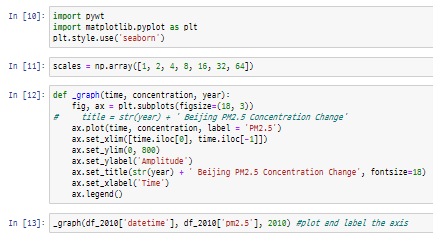 In [10]: import pywt
import matplotlib.pyplot as plt
plt.style.use('seaborn')
In [11]: scales = np.array([1, 2, 4, 8, 16, 32, 64])
In [12]: def _graph(time, concentration, year):
fig, ax = plt.subplots(figsize=(18, 3))
# title = str(year) + ' Beijing PM2.5 Concentration Change'
ax.plot(time, concentration, label = 'PM2.5')
ax.set_xlim([time.iloc[0], time.iloc[-1]])
ax.set_ylim(0, 800)
ax.set_ylabel('Amplitude')
ax.set_title(str(year) + ' Beijing PM2.5 Concentration Change', fontsize=18)
ax.set_xlabel('Time')
ax.legend()
In [13]: _graph(df_2010['datetime'], df_2010['pm2.5'], 2010) #plot and label the axis